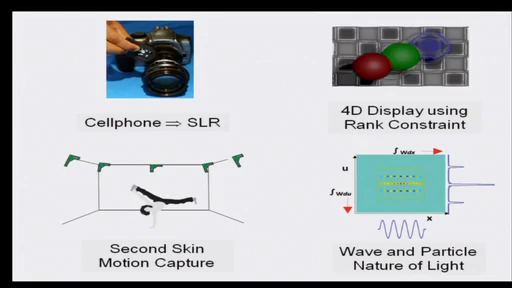 Cellphone ⇒ SLR
4D Display using
Rank Constraint
Second Skin
Motion Capture
∫ Wdx
u
∫ Wdu
x
Wave and Particle
Nature of Light